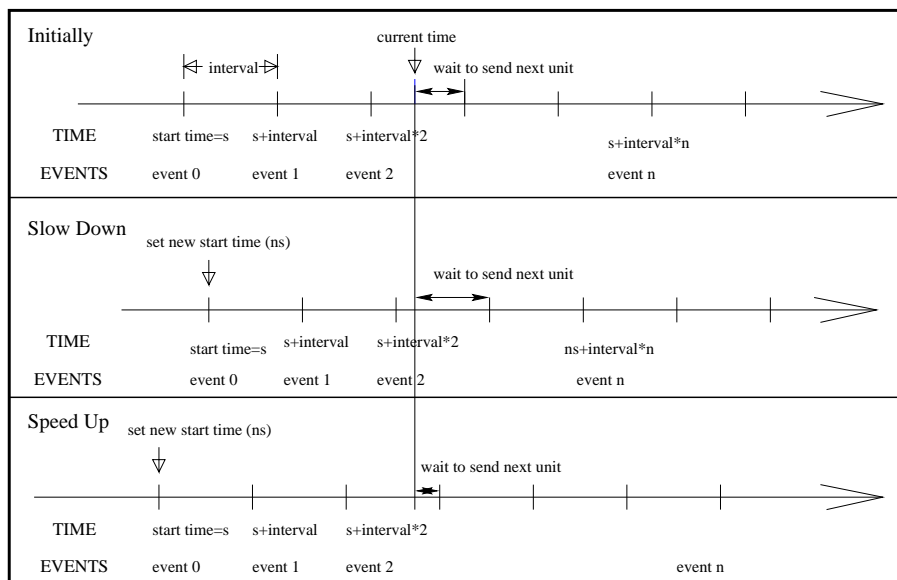 Initially
current time
interval
wait to send next unit
TIME start time=s s+interval s+interval*2 s+interval*n
EVENTS event 0 event 1 event 2 event n
Slow Down
set new start time (ns)
wait to send next unit
TIME start time=s s+interval s+interval*2 ns+interval*n
EVENTS event 0 event 1 event 2 event n
Speed Up
set new start time (ns)
wait to send next unit
TIME start time=s s+interval s+interval*2
EVENTS event 0 event 1 event 2 event n